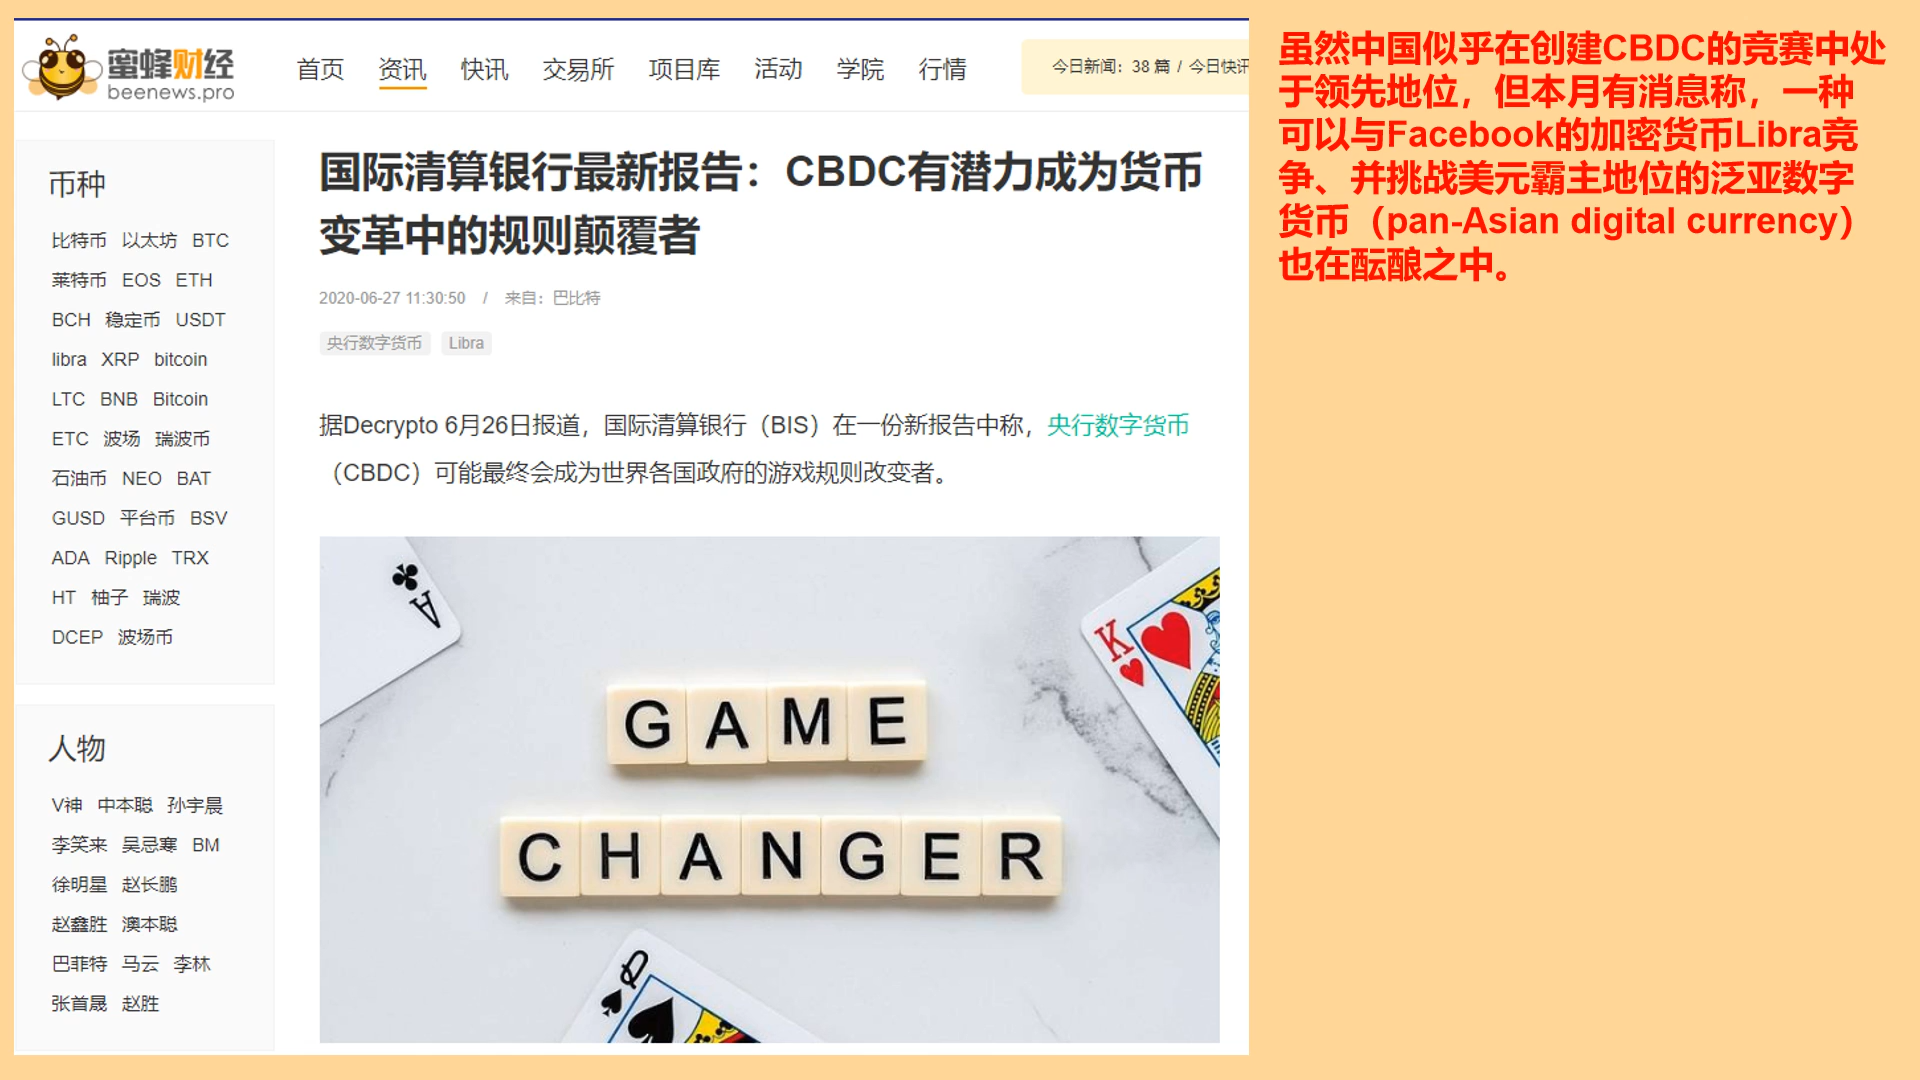 蜜蜂财经
beenews.pro
首页 资讯 快讯 交易所 项目库 活动 学院 行情
今日新闻：38 篇 / 今日快讯
币种
比特币 以太坊 BTC
莱特币 EOS ETH
BCH 稳定币 USDT
libra XRP bitcoin
LTC BNB Bitcoin
ETC 波场 瑞波币
石油币 NEO BAT
GUSD 平台币 BSV
ADA Ripple TRX
HT 柚子 瑞波
DCEP 波场币
人物
V神 中本聪 孙宇晨
李笑来 吴忌寒 BM
徐明星 赵长鹏
赵鑫胜 澳本聪
巴菲特 马云 李林
张首晟 赵胜
国际清算银行最新报告：CBDC有潜力成为货币
变革中的规则颠覆者
2020-06-27 11:30:50 / 来自：巴比特
央行数字货币 Libra
据Decrypto 6月26日报道，国际清算银行（BIS）在一份新报告中称，央行数字货币
（CBDC）可能最终会成为世界各国政府的游戏规则改变者。
A
K
GAME
CHANGER
Q
虽然中国似乎在创建CBDC的竞赛中处
于领先地位，但本月有消息称，一种
可以与Facebook的加密货币Libra竞
争、并挑战美元霸主地位的泛亚数字
货币（pan-Asian digital currency）
也在酝酿之中。